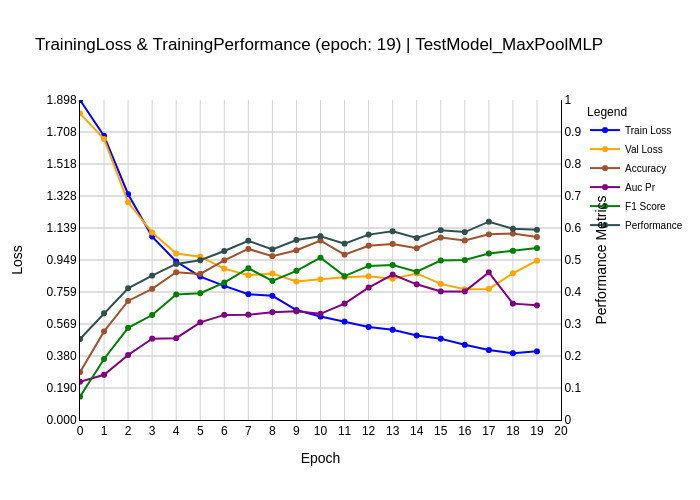 TrainingLoss & TrainingPerformance (epoch: 19) | TestModel_MaxPoolMLP
Legend
Train Loss
Val Loss
Accuracy
Auc Pr
F1 Score
Performance
Loss
1.898
1.708
1.518
1.328
1.139
0.949
0.759
0.569
0.380
0.190
0.000
1
0.9
0.8
0.7
0.6
0.5
0.4
0.3
0.2
0.1
0
Performance Metrics
0 1 2 3 4 5 6 7 8 9 10 11 12 13 14 15 16 17 18 19 20
Epoch